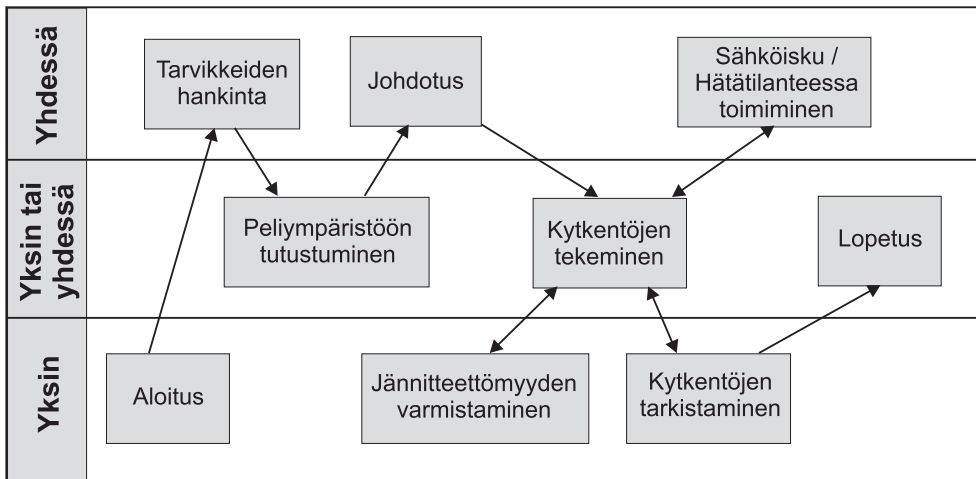 Yhdessä
Tarvikkeiden
hankinta
Johdotus
Sähköisku /
Hätätilanteessa
toimiminen
Yksin tai
yhdessä
Peliympäristöön
tutustuminen
Kytkentöjen
tekeminen
Lopetus
Yksin
Aloitus
Jännitteettömyyden
varmistaminen
Kytkentöjen
tarkistaminen